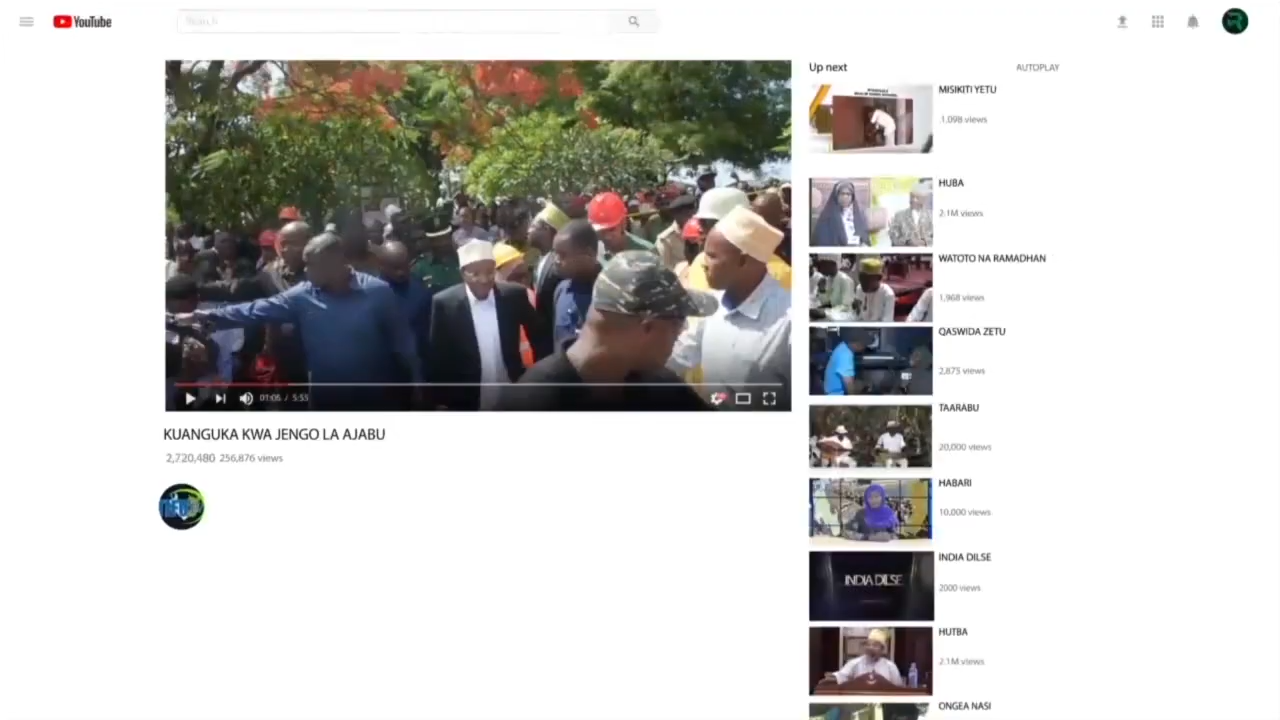 YouTube
KUANGUKA KWA JENGO LA AJABU
2,720,480 256,876 views
01:06 / 5:55
Up next
AUTOPLAY
MISIKITI YETU
1,098 views
HUBA
2.1M views
WATOTO NA RAMADHAN
1,968 views
QASWIDA ZETU
2,875 views
TAARABU
20,000 views
HABARI
10,000 views
INDIA DILSE
INDIA DILSE
2000 views
HUTBA
2.1M views
ONGEA NASI